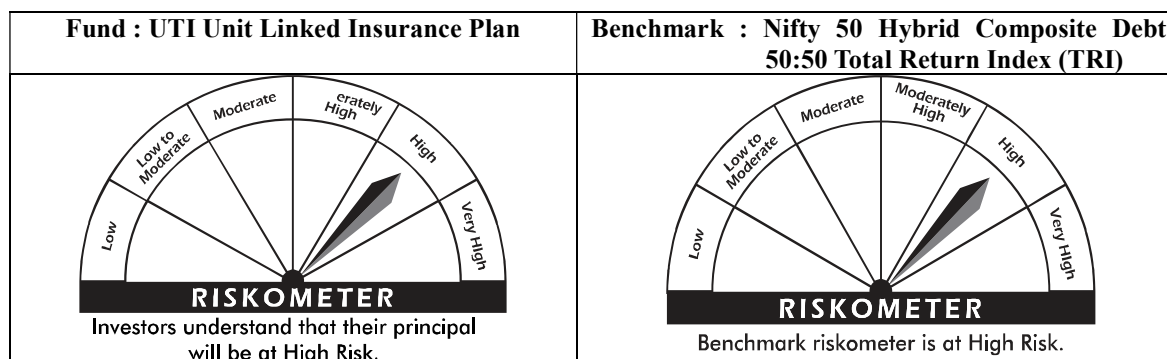 Fund : UTI Unit Linked Insurance Plan
Benchmark : Nifty 50 Hybrid Composite Debt
50:50 Total Return Index (TRI)
Low
Low to
Moderate
Moderate
erately
High
High
Very HIgh
RISKOMETER
Investors understand that their principal
will be at High Risk.
Low
Low to
Moderate
Moderate
Moderately
High
High
Very HIgh
RISKOMETER
Benchmark riskometer is at High Risk.